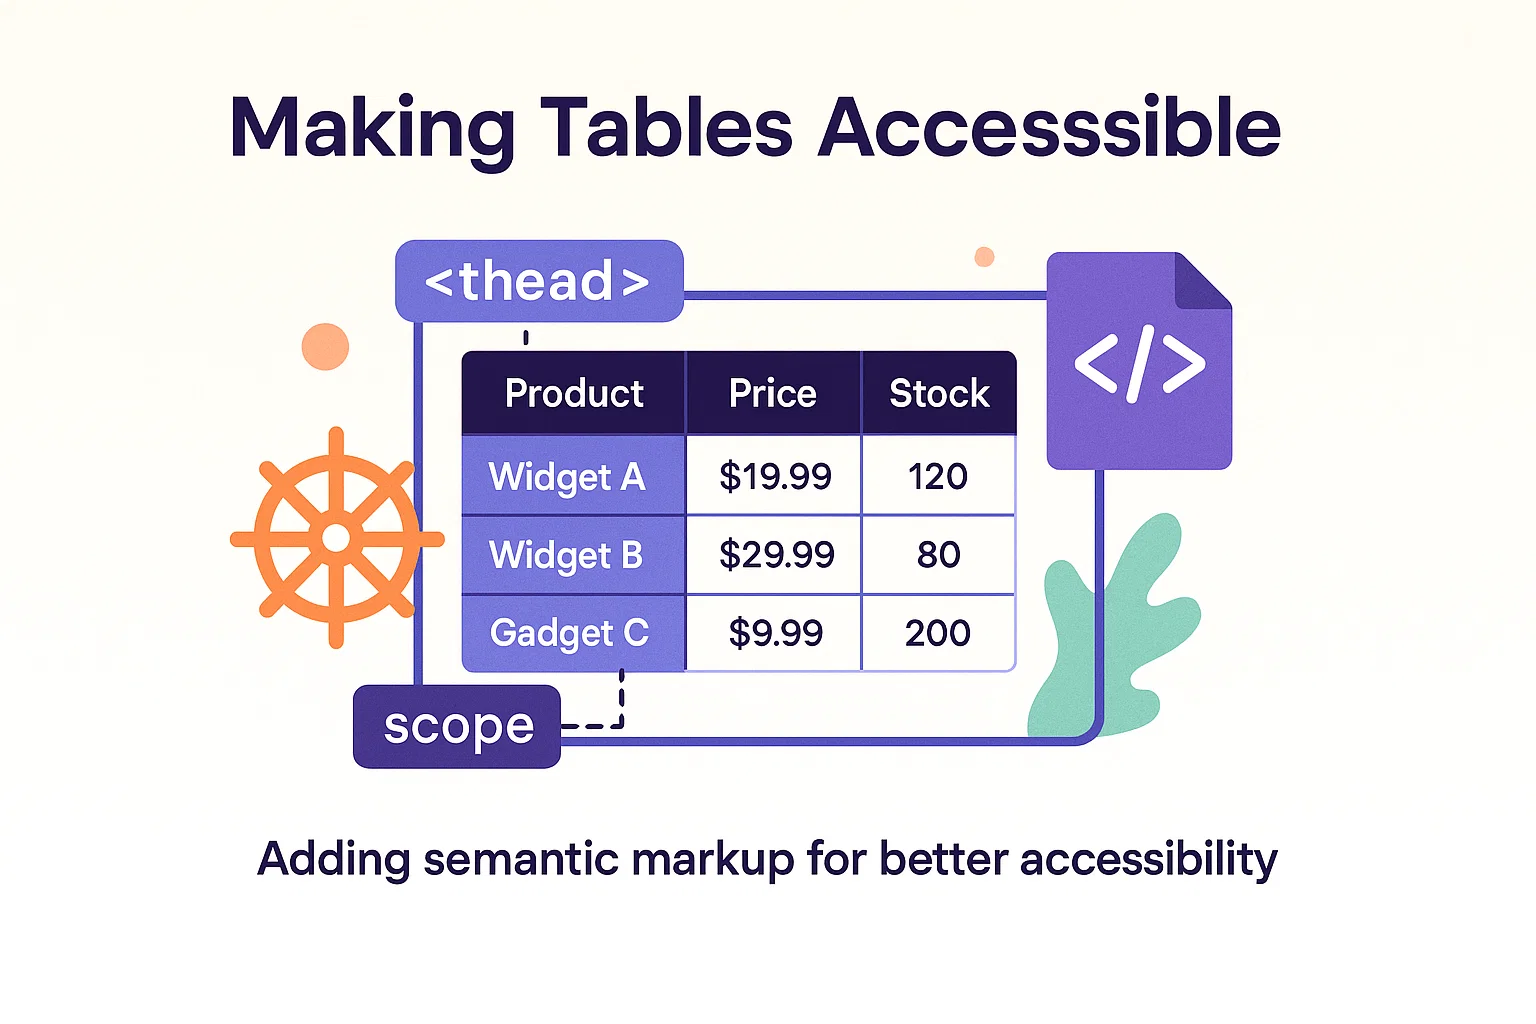 Making Tables Accesssible
<thead>
</>
Product Price Stock
Widget A $19.99 120
Widget B $29.99 80
Gadget C $9.99 200
scope
Adding semantic markup for better accessibility